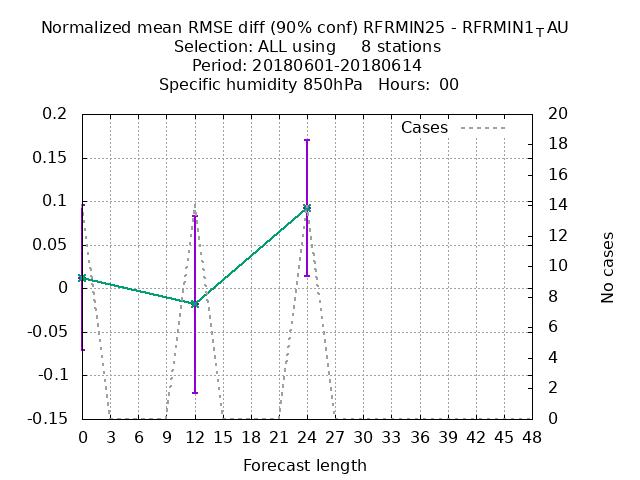 Normalized mean RMSE diff (90% conf) RFRMIN25 - RFRMIN1TAU
Selection: ALL using 8 stations
Period: 20180601-20180614
Specific humidity 850hPa Hours: 00
Cases
0.2
0.15
0.1
0.05
0
-0.05
-0.1
-0.15
20
18
16
14
12
10
8
6
4
2
0
No cases
0 3 6 9 12 15 18 21 24 27 30 33 36 39 42 45 48
Forecast length